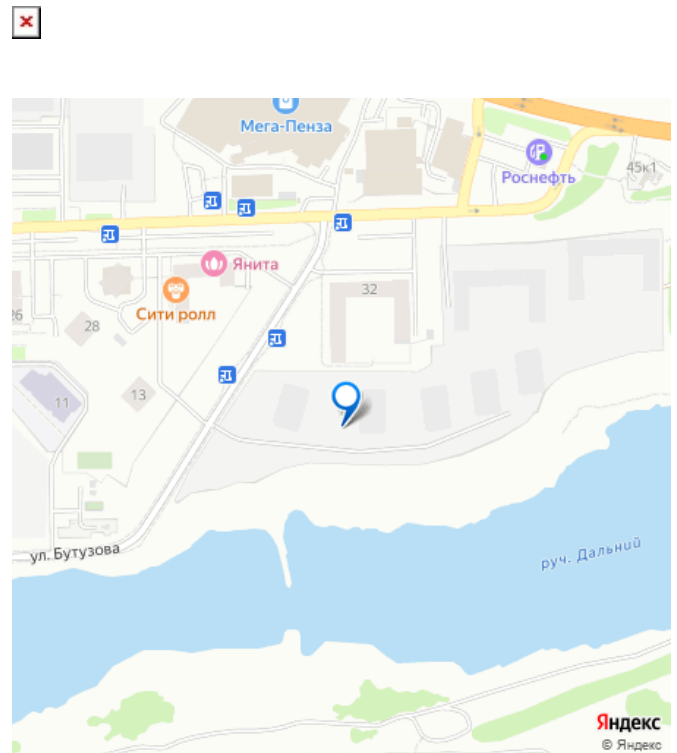 Мега-Пенза
Роснефть
45к1
Янита
32
Сити ролл
26
28
11
13
ул. Бутузова
руч. Дальний
Яндекс
© Яндекс